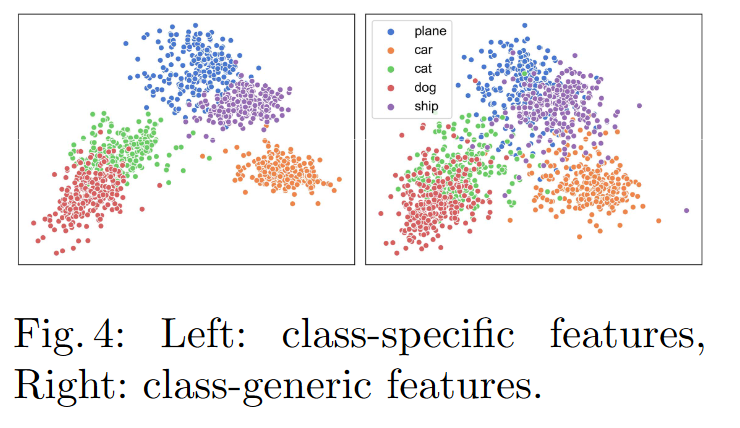 plane
car
cat
dog
ship
Fig. 4: Left: class-specific features,
Right: class-generic features.